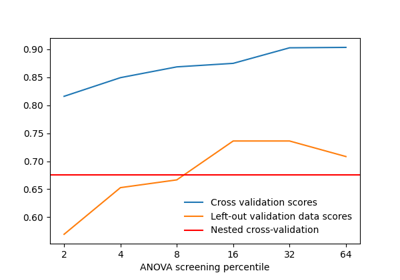 0.90
0.85
0.80
0.75
0.70
0.65
0.60
Cross validation scores
Left-out validation data scores
Nested cross-validation
2 4 8 16 32 64
ANOVA screening percentile